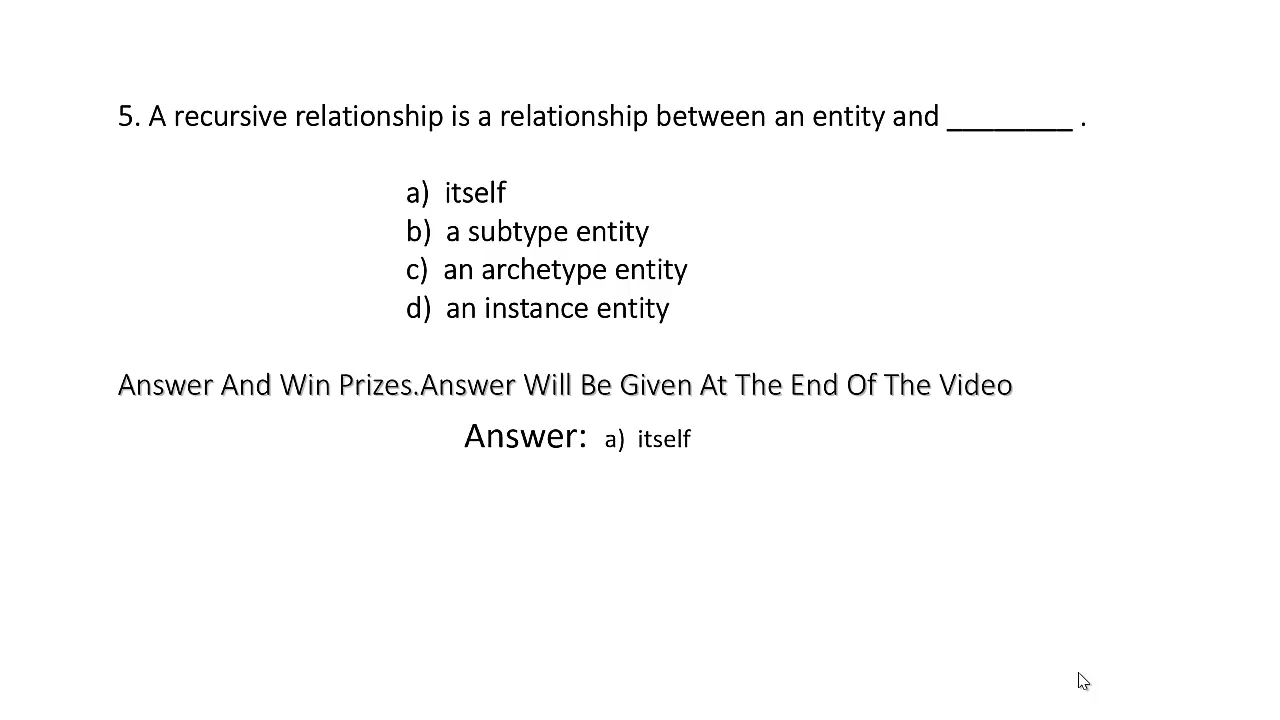 5. A recursive relationship is a relationship between an entity and ________ .
a) itself
b) a subtype entity
c) an archetype entity
d) an instance entity
Answer And Win Prizes.Answer Will Be Given At The End Of The Video
Answer: a) itself